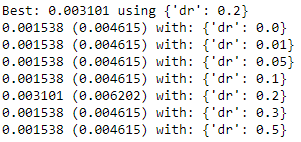 Best: 0.003101 using {'dr': 0.2}
0.001538 (0.004615) with: {'dr': 0.0}
0.001538 (0.004615) with: {'dr': 0.01}
0.001538 (0.004615) with: {'dr': 0.05}
0.001538 (0.004615) with: {'dr': 0.1}
0.003101 (0.006202) with: {'dr': 0.2}
0.001538 (0.004615) with: {'dr': 0.3}
0.001538 (0.004615) with: {'dr': 0.5}